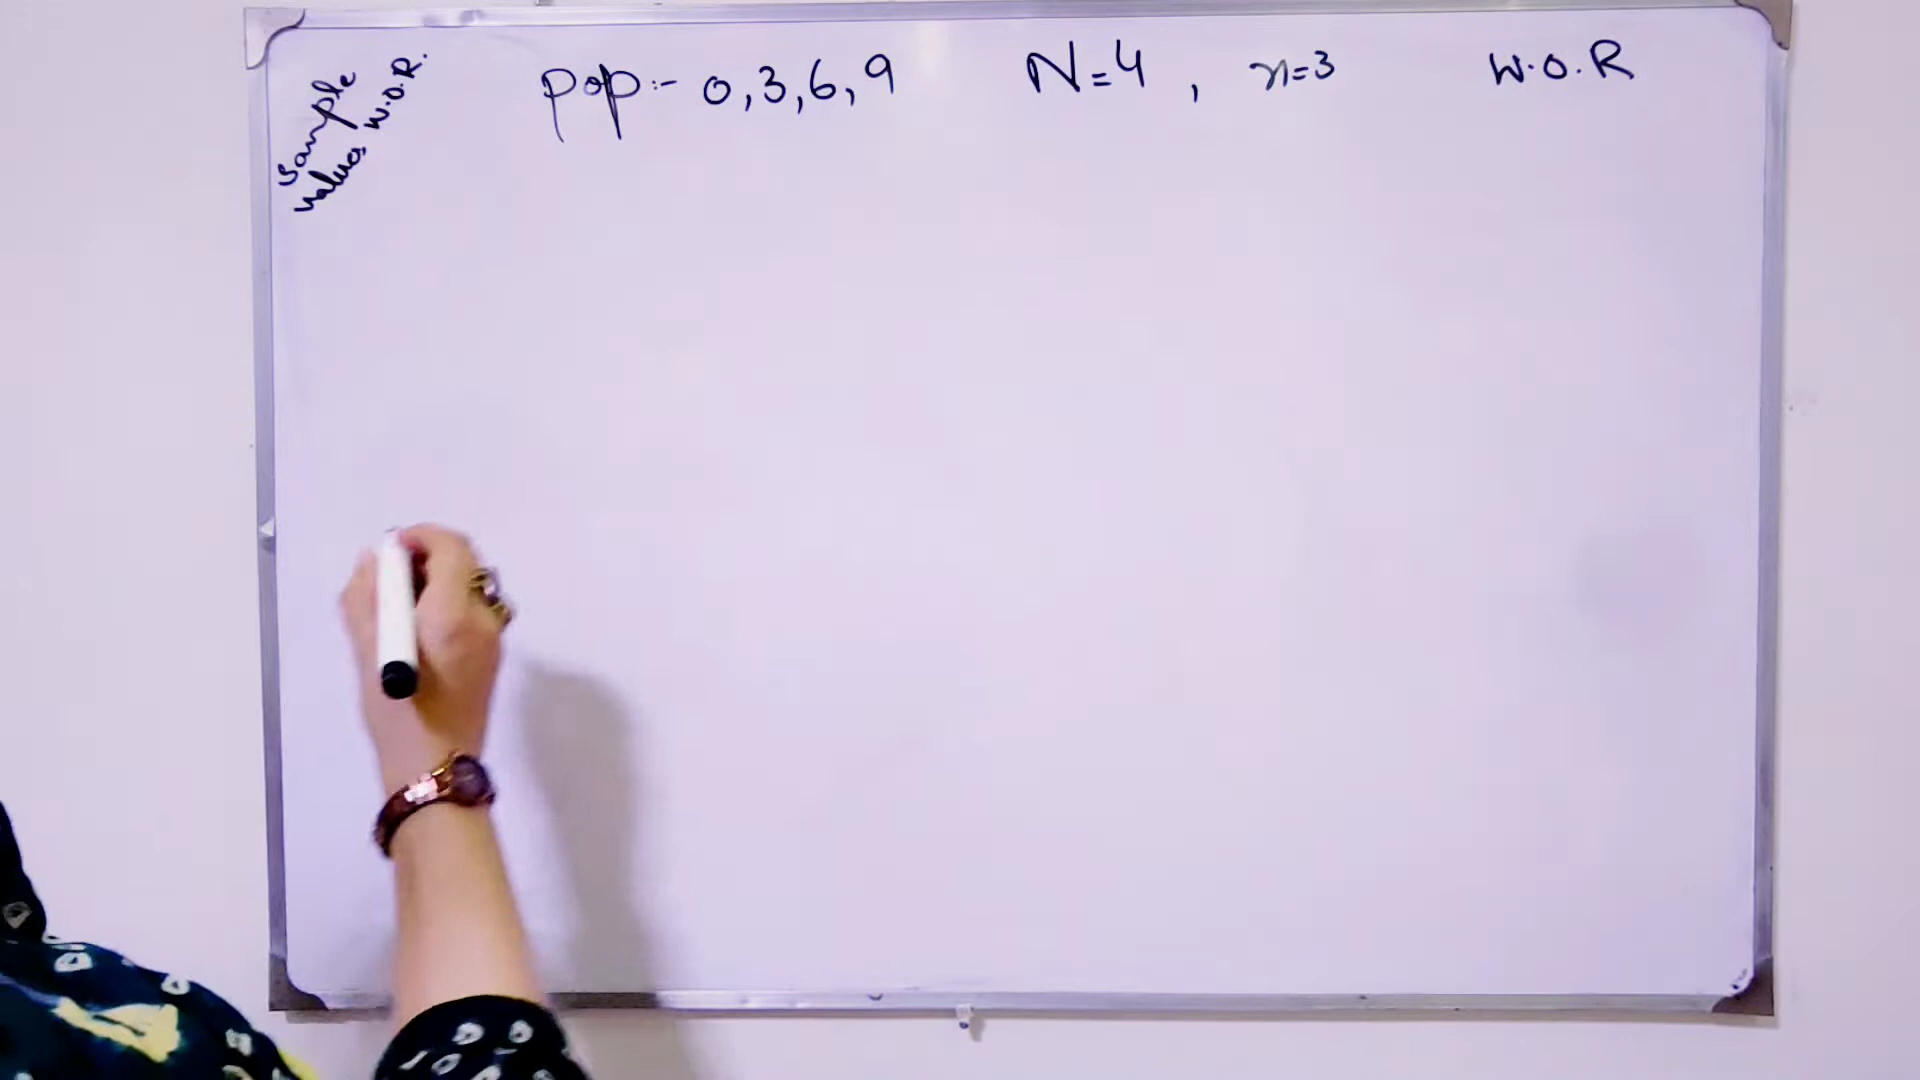 Sample
values W.O.R.
pop:- 0,3,6,9 N=4 , n=3 W.O.R